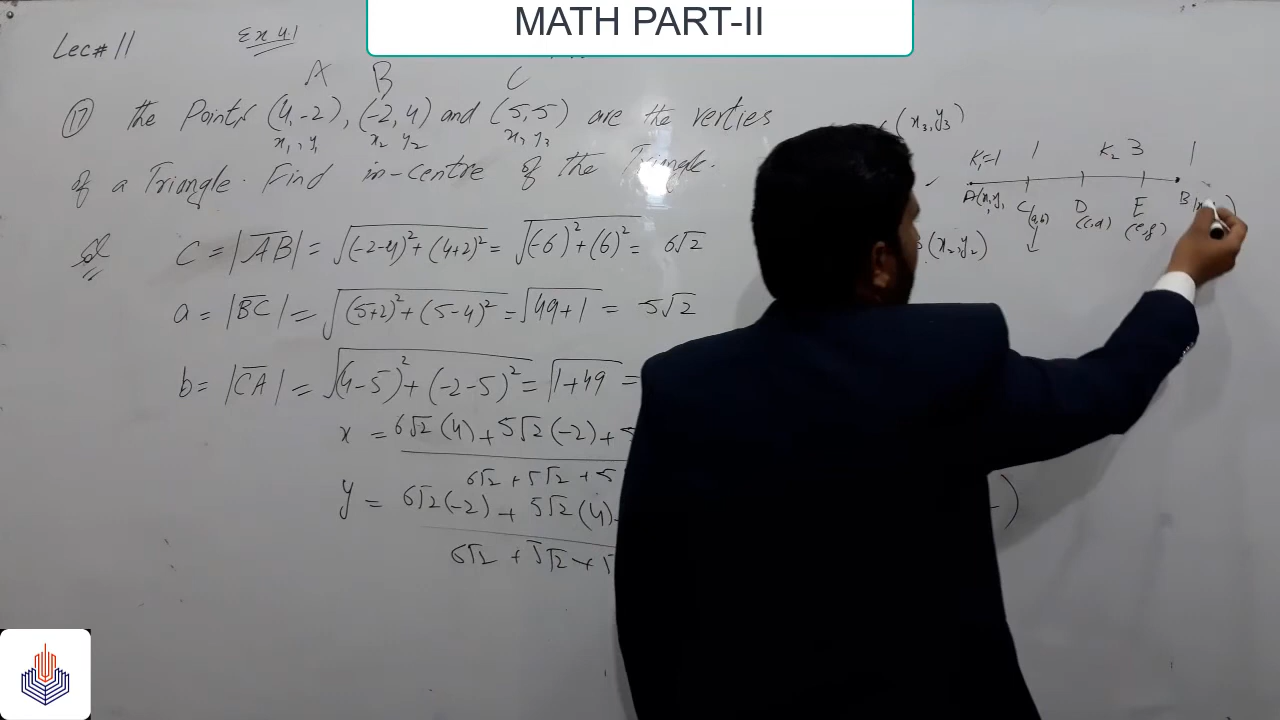 MATH PART-II
Lec# 11 Ex 4.1
A B C
(17) the Points (4,-2), (-2,4) and (5,5) are the verties
x₁, y₁ x₂ y₂ x₃ y₃
of a Triangle. Find in-centre of the Triangle.
Sol C = |AB| = √(-2-4)²+(4+2)² = √(-6)²+(6)² = 6√2
a = |BC| = √(5+2)²+(5-4)² = √49+1 = 5√2
b = |CA| = √(4-5)²+(-2-5)² = √1+49 =
x = 6√2(4)+5√2(-2)+5
6√2+5√2+5
y = 6√2(-2)+5√2(4)
6√2+5√2+5
(x₃,y₃)
K₁=1 1 K₂ 3 1
A(x₁,y₁ C(a,b) D(c,d) E(e,f) B(x
(x₂,y₂)